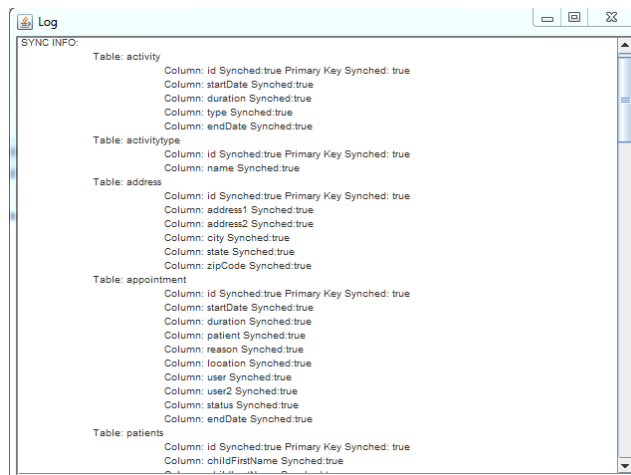 Log
SYNC INFO:
Table: activity
Column: id Synched:true Primary Key Synched: true
Column: startDate Synched:true
Column: duration Synched:true
Column: type Synched:true
Column: endDate Synched:true
Table: activitytype
Column: id Synched:true Primary Key Synched: true
Column: name Synched:true
Table: address
Column: id Synched:true Primary Key Synched: true
Column: address1 Synched:true
Column: address2 Synched:true
Column: city Synched:true
Column: state Synched:true
Column: zipCode Synched:true
Table: appointment
Column: id Synched:true Primary Key Synched: true
Column: startDate Synched:true
Column: duration Synched:true
Column: patient Synched:true
Column: reason Synched:true
Column: location Synched:true
Column: user Synched:true
Column: user2 Synched:true
Column: status Synched:true
Column: endDate Synched:true
Table: patients
Column: id Synched:true Primary Key Synched: true
Column: childFirstName Synched:true